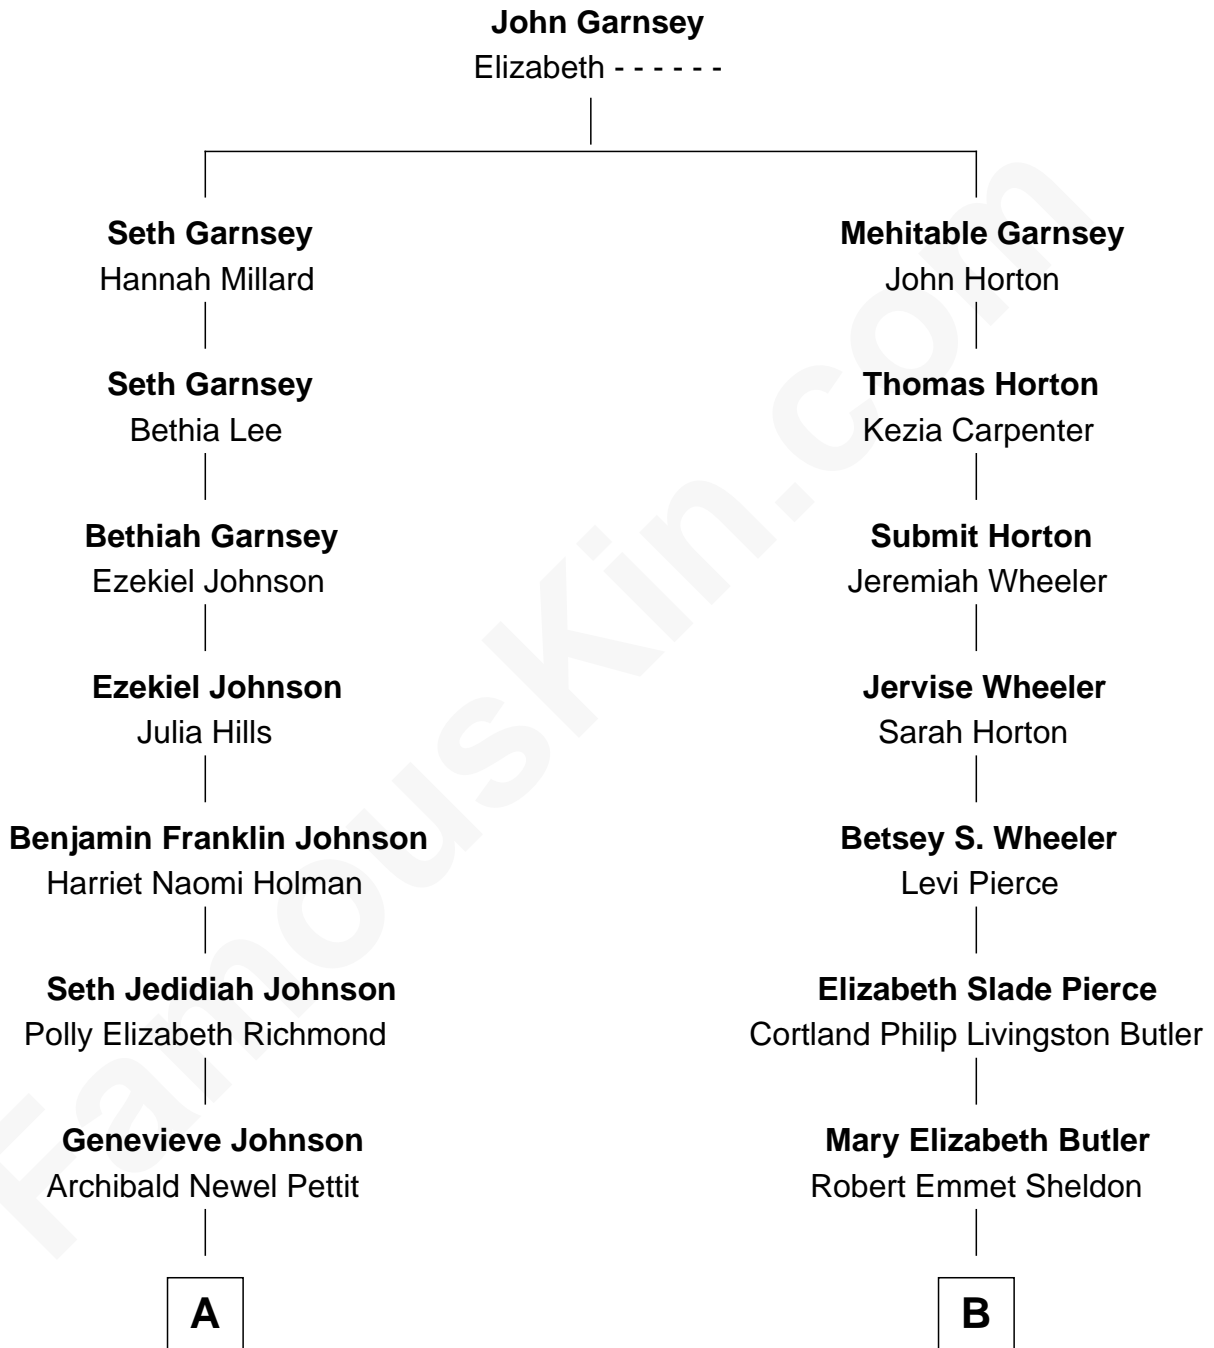 John Garnsey
Elizabeth - - - - - -
Seth Garnsey
Hannah Millard
Mehitable Garnsey
John Horton
Seth Garnsey
Bethia Lee
Thomas Horton
Kezia Carpenter
Bethiah Garnsey
Ezekiel Johnson
Submit Horton
Jeremiah Wheeler
Ezekiel Johnson
Julia Hills
Jervise Wheeler
Sarah Horton
Benjamin Franklin Johnson
Harriet Naomi Holman
Betsey S. Wheeler
Levi Pierce
Seth Jedidiah Johnson
Polly Elizabeth Richmond
Elizabeth Slade Pierce
Cortland Philip Livingston Butler
Genevieve Johnson
Archibald Newel Pettit
Mary Elizabeth Butler
Robert Emmet Sheldon
A
B
FamousKin.com